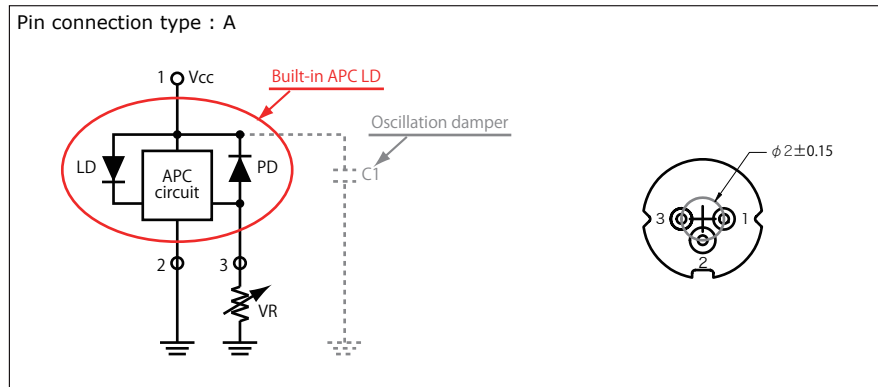 Pin connection type : A
1 Vcc
Built-in APC LD
Oscillation damper
LD
APC
circuit
PD
C1
2
3
VR
φ2±0.15
3
1
2